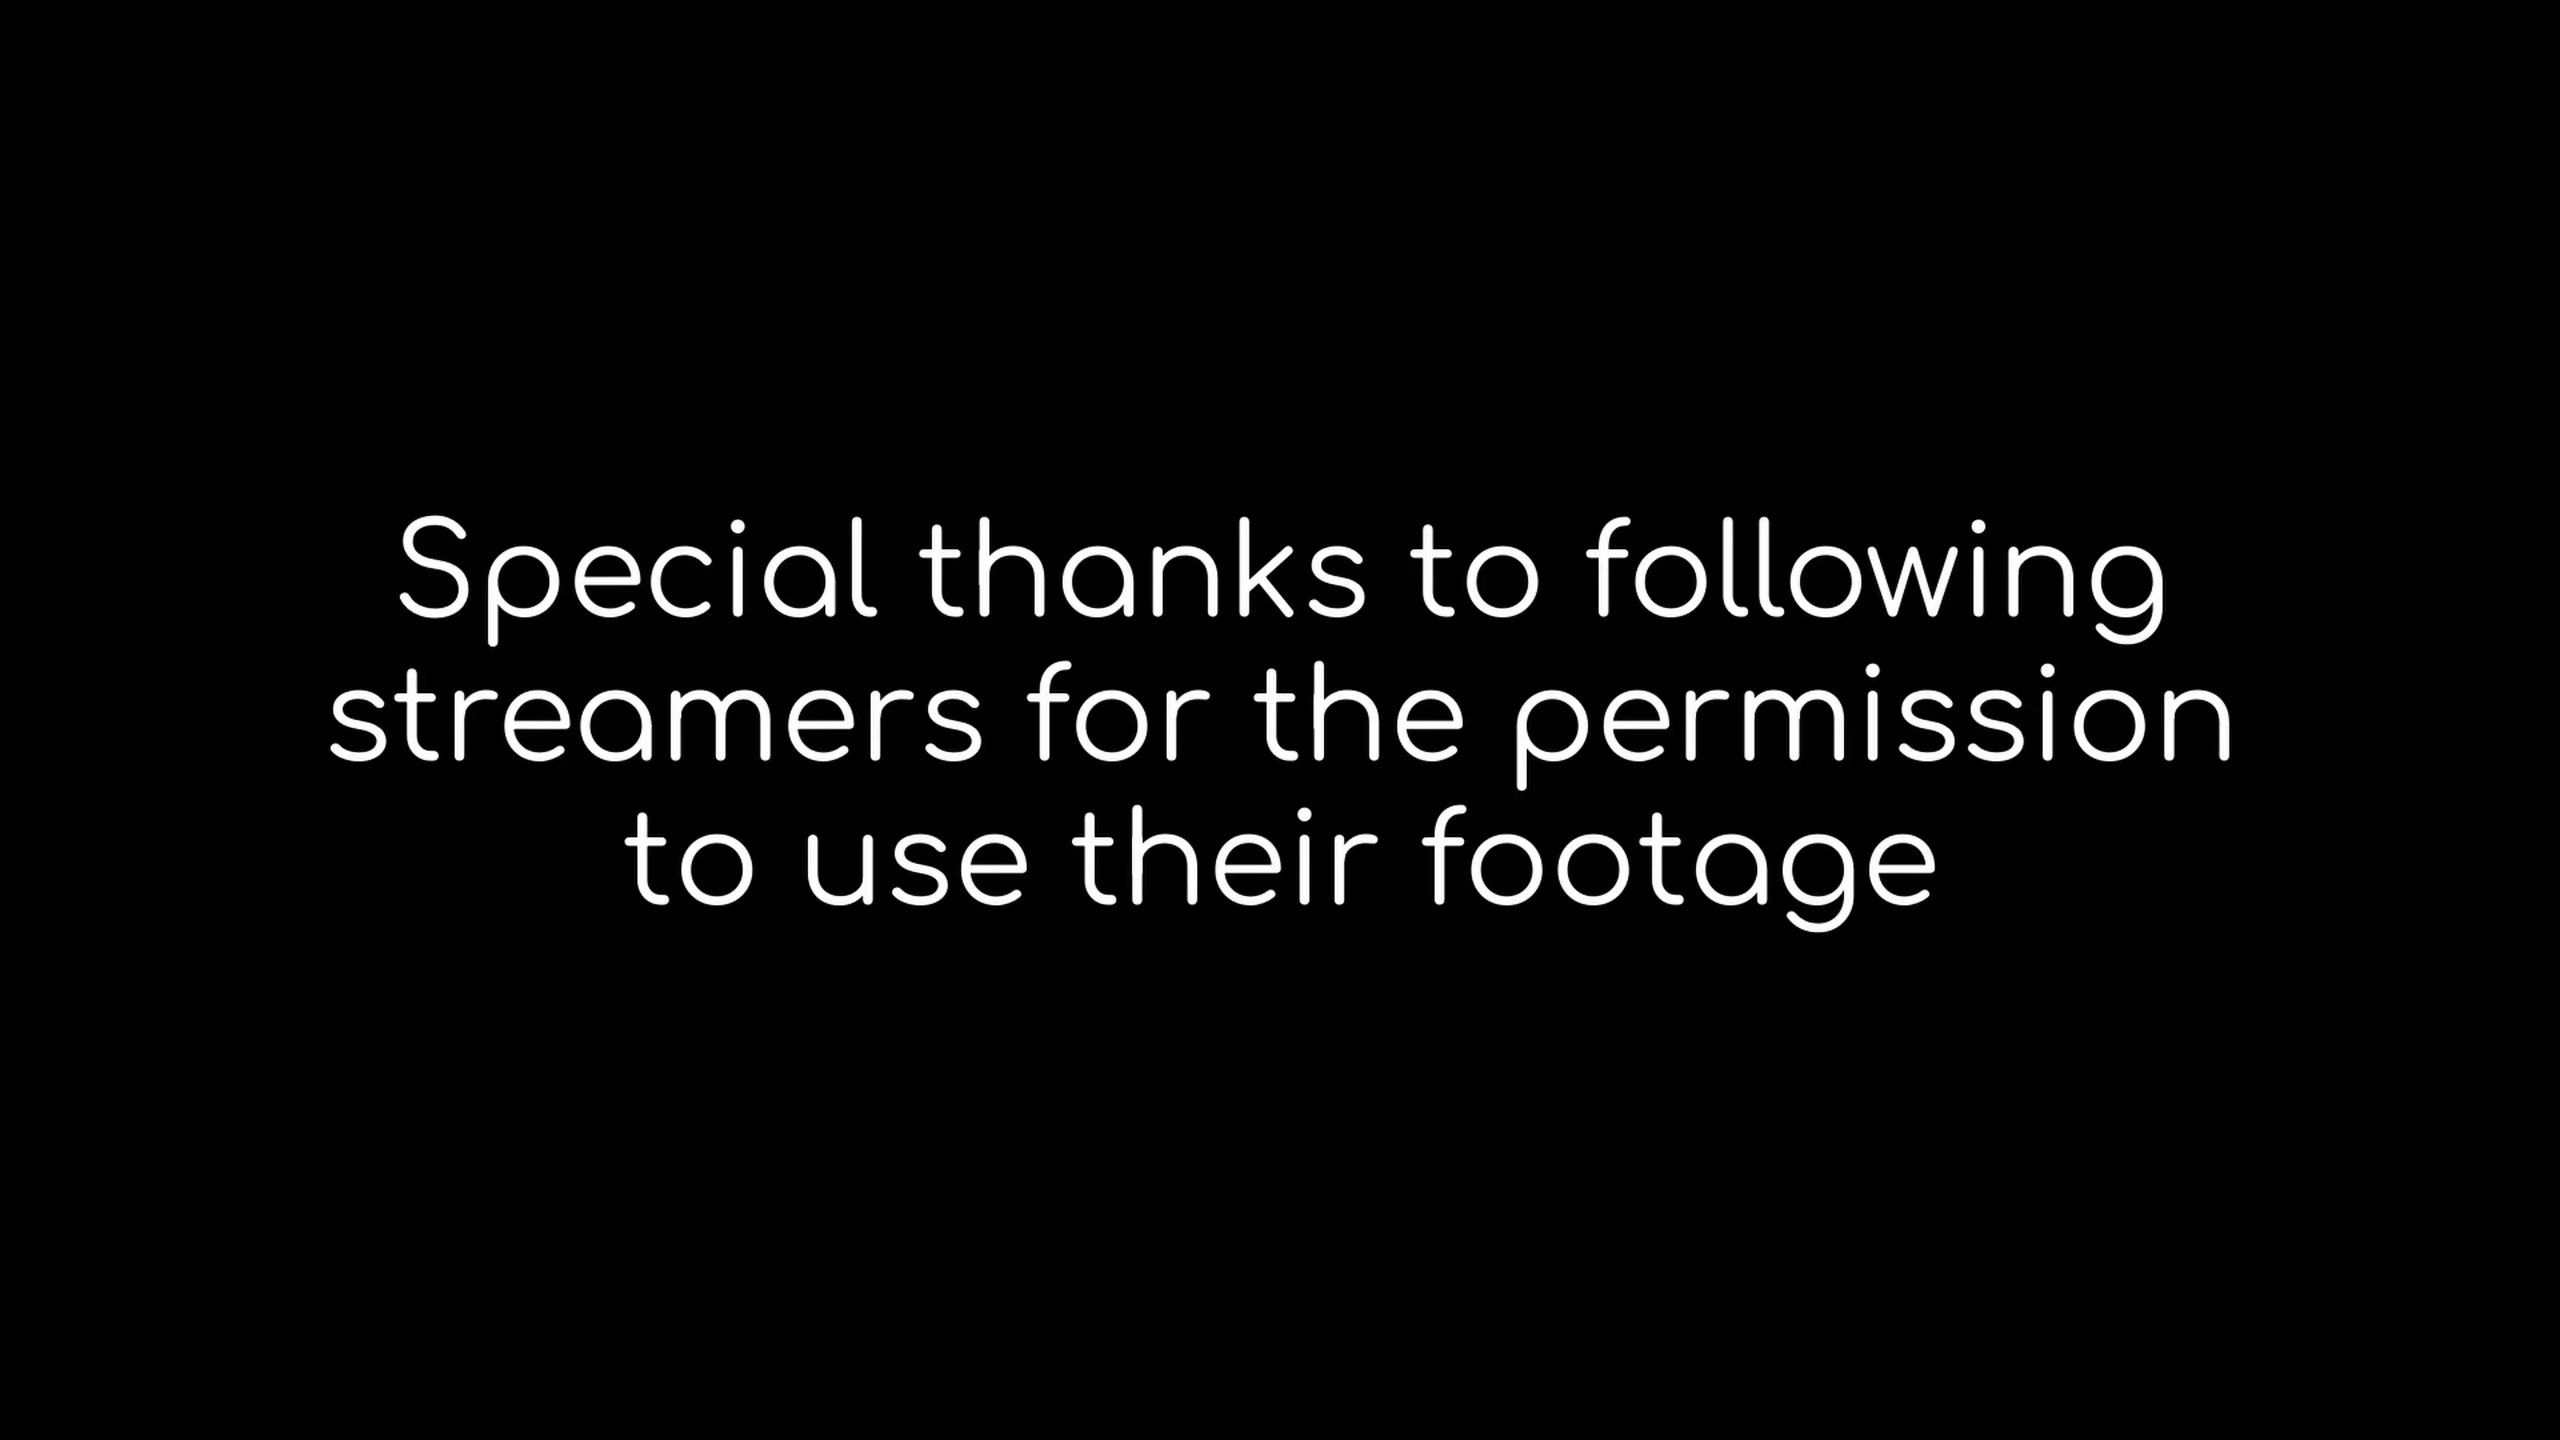 Special thanks to following
streamers for the permission
to use their footage